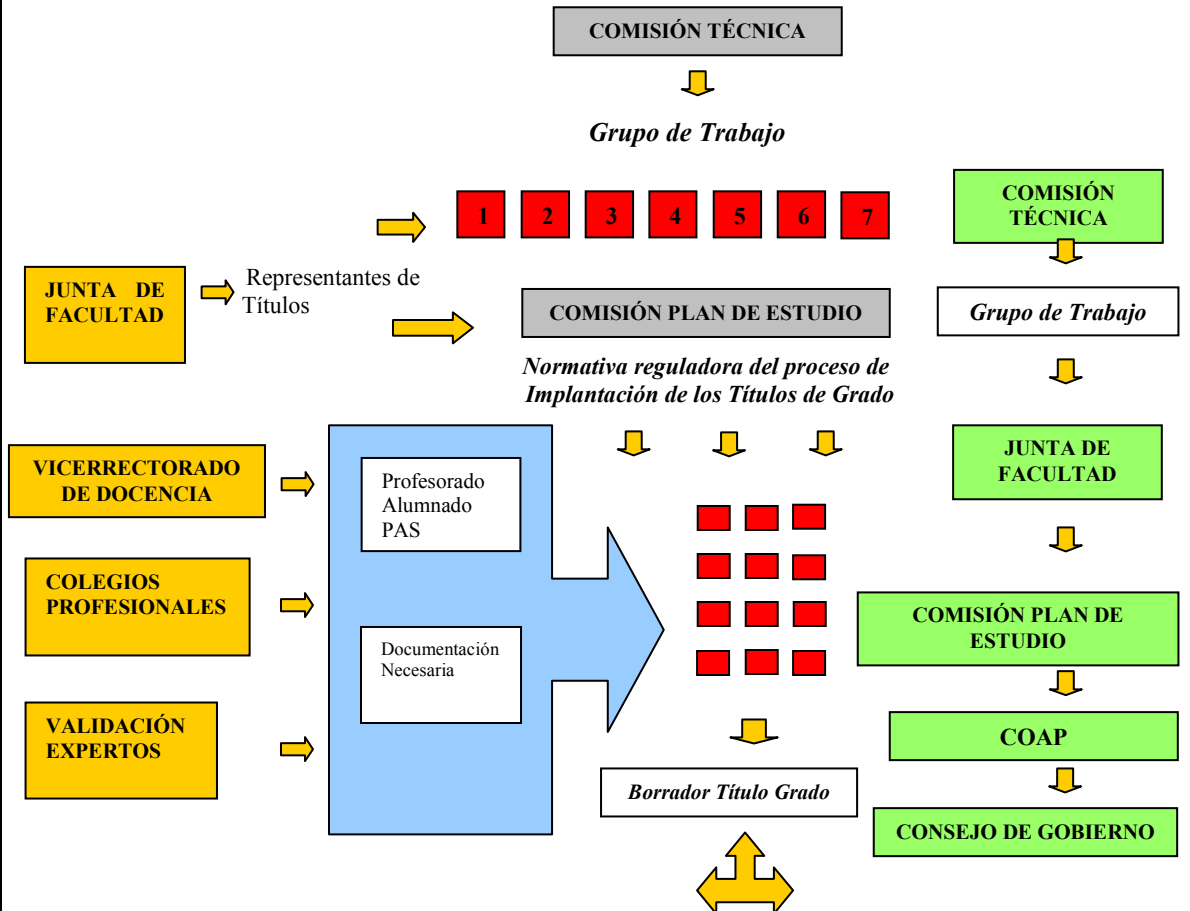 COMISIÓN TÉCNICA
Grupo de Trabajo
1 2 3 4 5 6 7
JUNTA DE
FACULTAD
Representantes de
Títulos
COMISIÓN PLAN DE ESTUDIO
Normativa reguladora del proceso de
Implantación de los Títulos de Grado
VICERRECTORADO
DE DOCENCIA
COLEGIOS
PROFESIONALES
VALIDACIÓN
EXPERTOS
Profesorado
Alumnado
PAS
Documentación
Necesaria
Borrador Título Grado
COMISIÓN
TÉCNICA
Grupo de Trabajo
JUNTA DE
FACULTAD
COMISIÓN PLAN DE
ESTUDIO
COAP
CONSEJO DE GOBIERNO